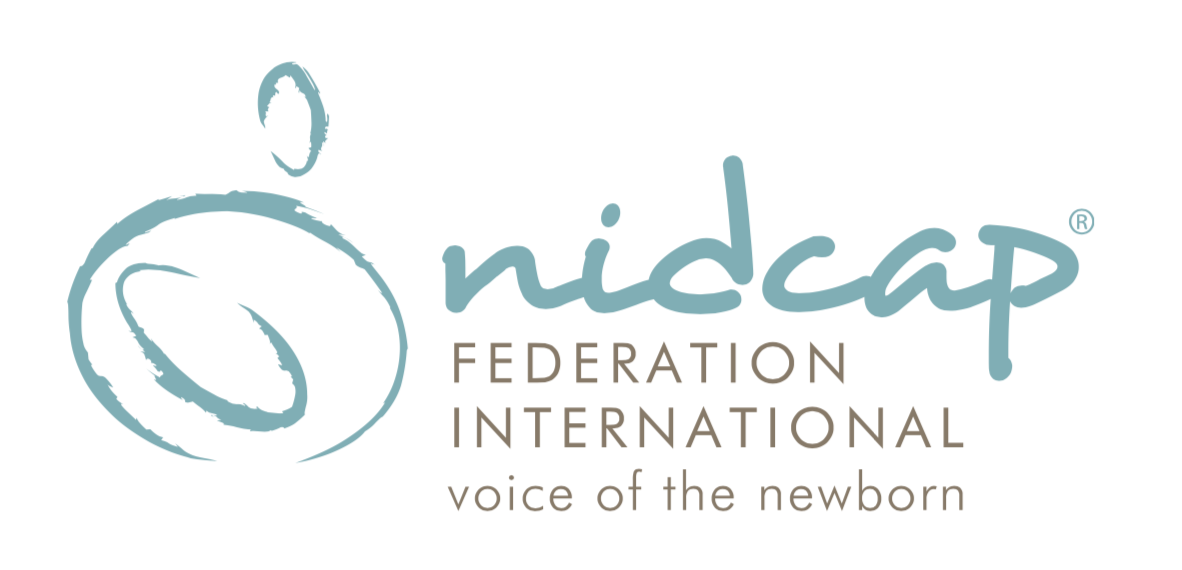 nidcap®
FEDERATION
INTERNATIONAL
voice of the newborn